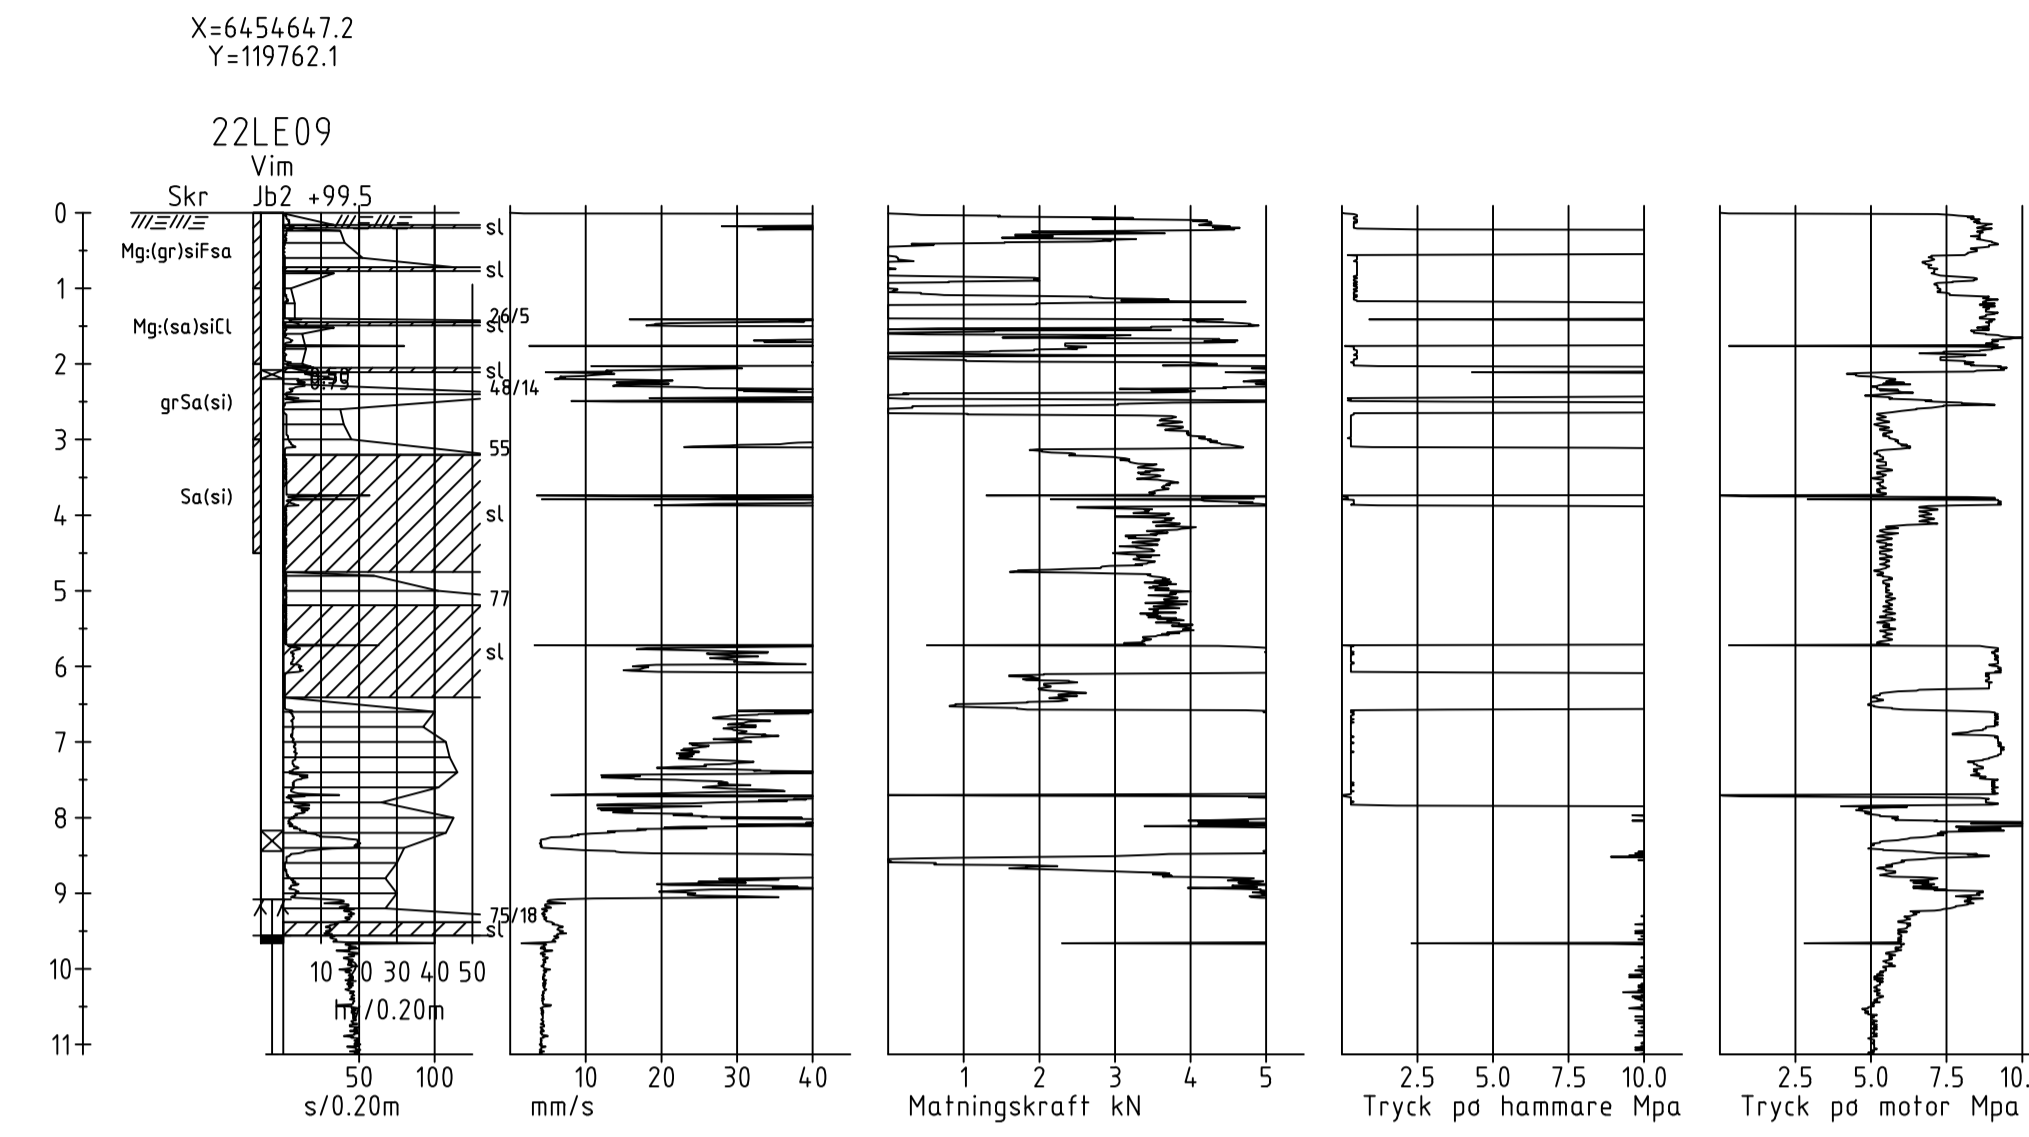 X=6454647.2
Y=119762.1
22LE09
Vim
Skr Jb2 +99.5
0
sl
Mg:(gr)siFsa
sl
1
26/5
Mg:(sa)siCl
sl
2
sl
48/14
grSa(si)
3
55
Sa(si)
4
sl
5
77
6
sl
7
8
9
75/18
sl
10
10 20 30 40 50
hv/0.20m
11
50 100
10 20 30 40
1 2 3 4 5
2.5 5.0 7.5 10.0
2.5 5.0 7.5 10.
s/0.20m
mm/s
Matningskraft kN
Tryck pø hammare Mpa
Tryck pø motor Mpa